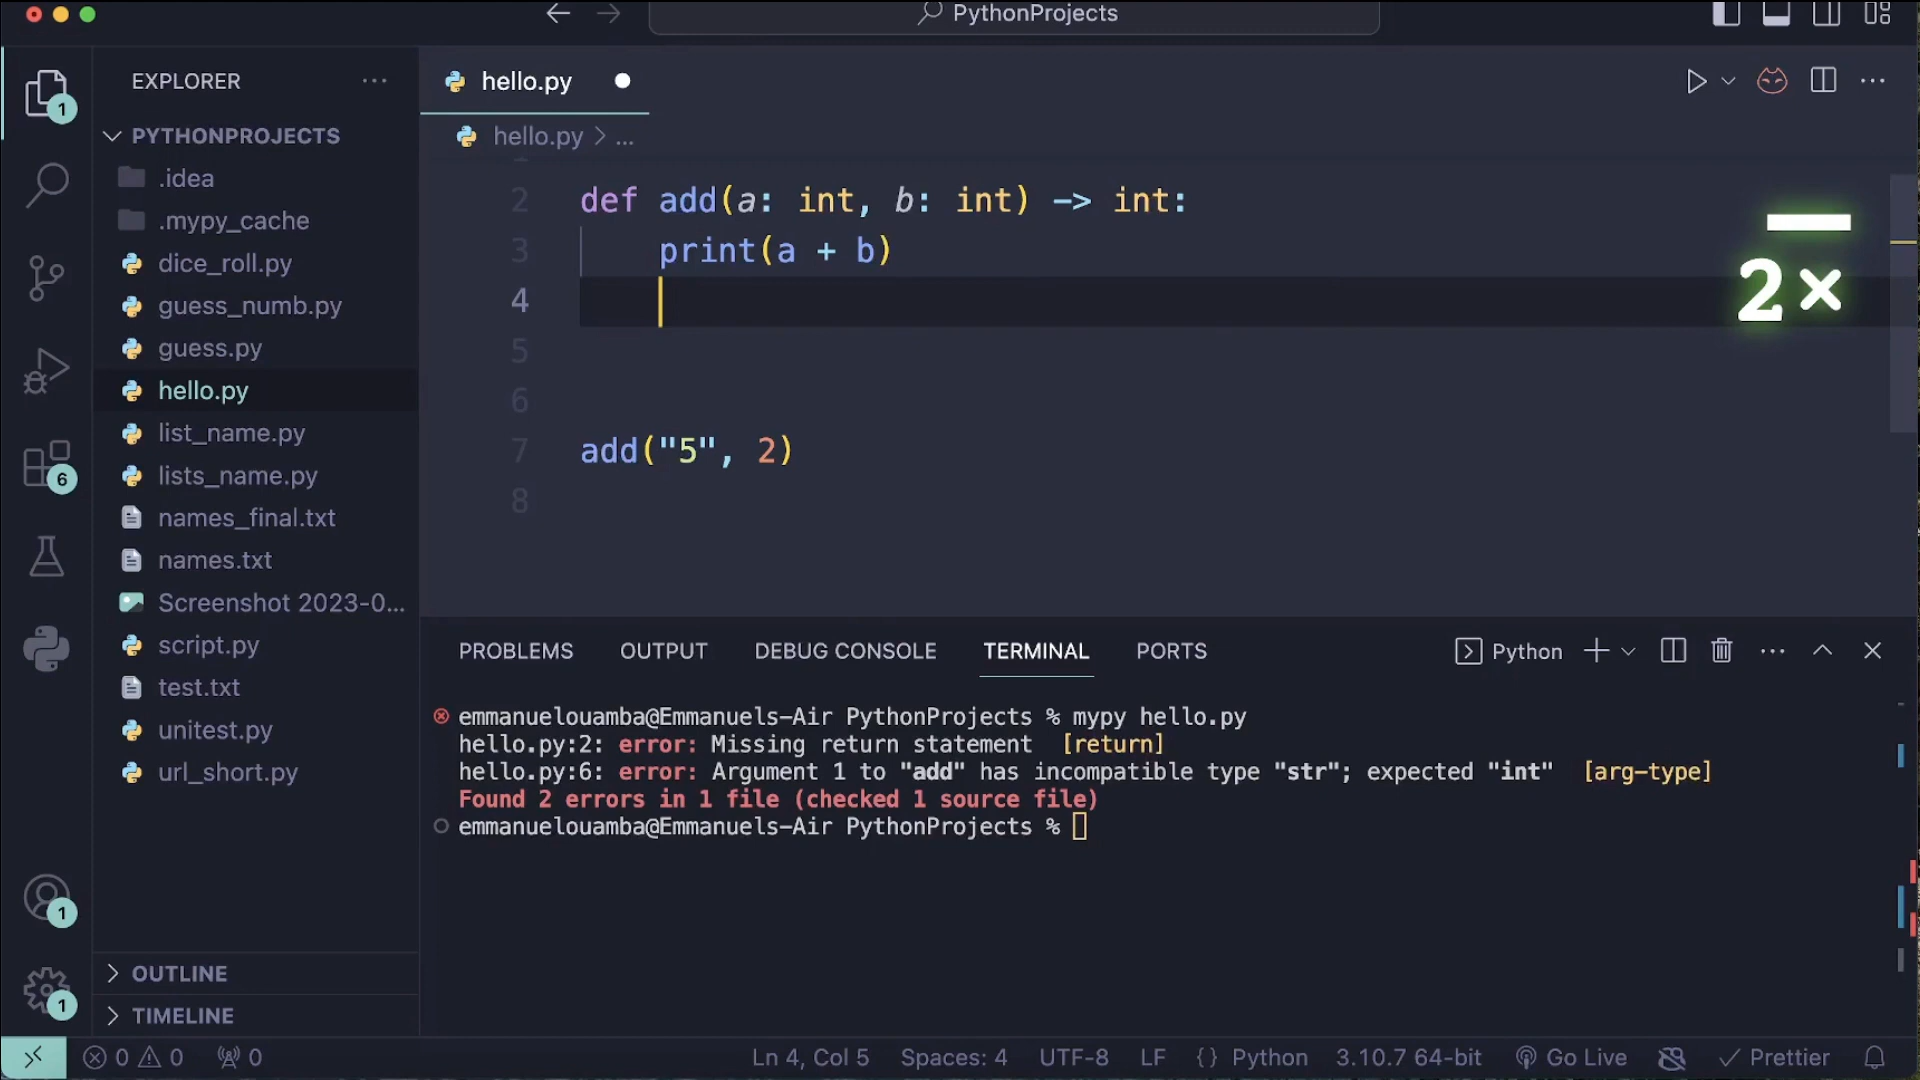 PythonProjects
EXPLORER
hello.py
PYTHONPROJECTS
hello.py > ...
.idea
.mypy_cache
dice_roll.py
guess_numb.py
guess.py
hello.py
list_name.py
lists_name.py
names_final.txt
names.txt
Screenshot 2023-0...
script.py
test.txt
unitest.py
url_short.py
OUTLINE
TIMELINE
1
6
1
1
2 def add(a: int, b: int) -> int:
3 print(a + b)
4
5
6
7 add("5", 2)
8
2×
PROBLEMS OUTPUT DEBUG CONSOLE TERMINAL PORTS Python
emmanuelouamba@Emmanuels-Air PythonProjects % mypy hello.py
hello.py:2: error: Missing return statement [return]
hello.py:6: error: Argument 1 to "add" has incompatible type "str"; expected "int" [arg-type]
Found 2 errors in 1 file (checked 1 source file)
emmanuelouamba@Emmanuels-Air PythonProjects %
0 0 0 Ln 4, Col 5 Spaces: 4 UTF-8 LF {} Python 3.10.7 64-bit Go Live Prettier